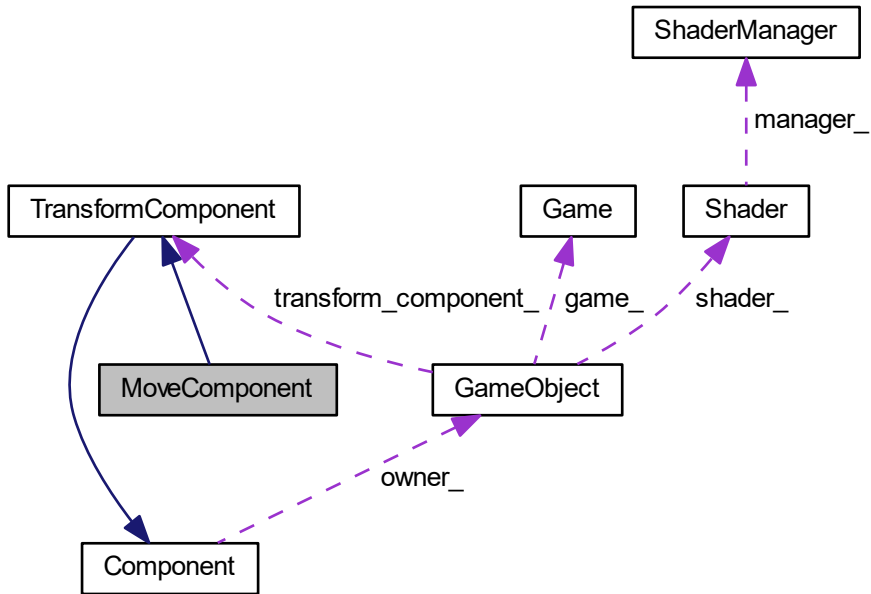 ShaderManager
manager_
TransformComponent
Game
Shader
transform_component_
game_
shader_
MoveComponent
GameObject
owner_
Component